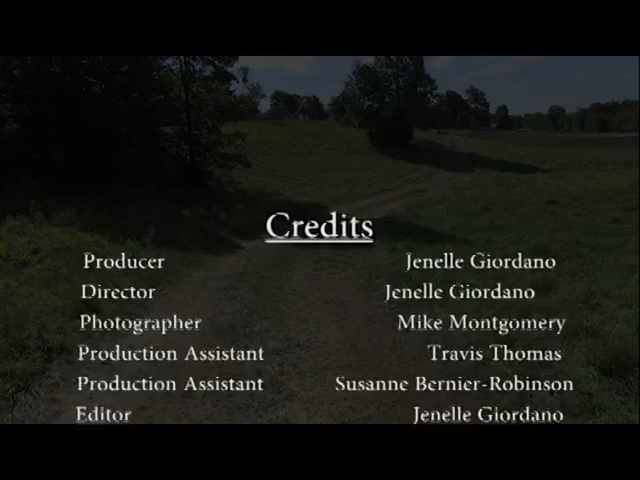 Credits
Producer Jenelle Giordano
Director Jenelle Giordano
Photographer Mike Montgomery
Production Assistant Travis Thomas
Production Assistant Susanne Bernier-Robinson
Editor Jenelle Giordano